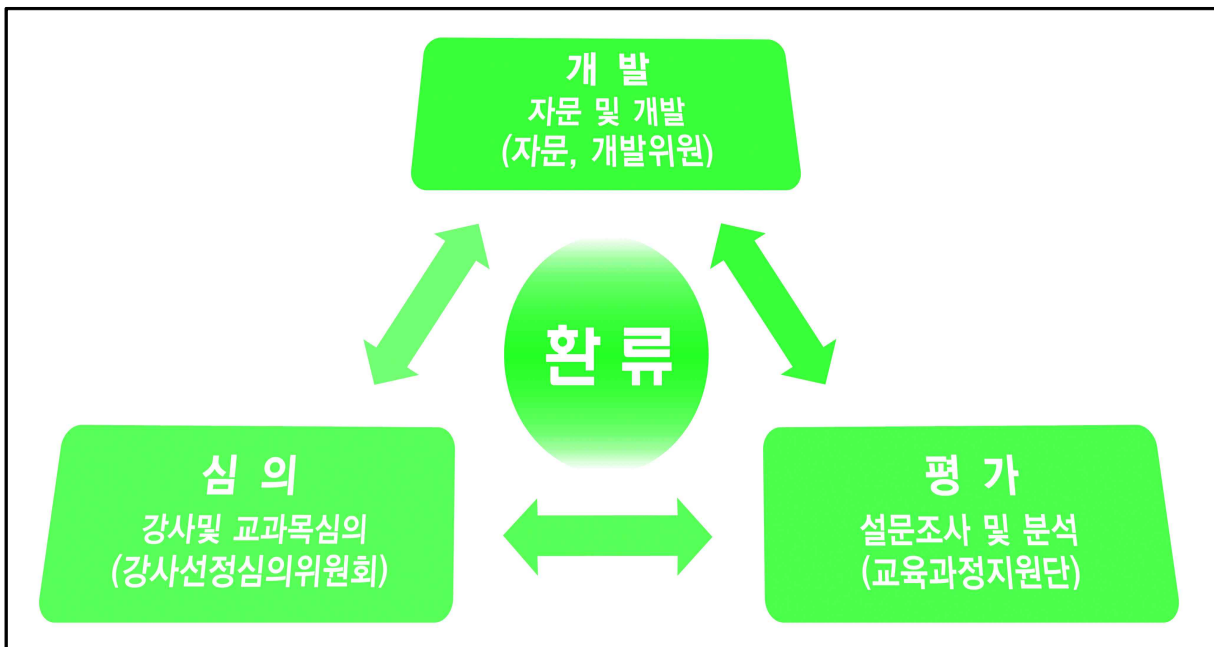 개 발
자문 및 개발
(자문, 개발위원)
환 류
심 의
강사및 교과목심의
(강사선정심의위원회)
평 가
설문조사 및 분석
(교육과정지원단)